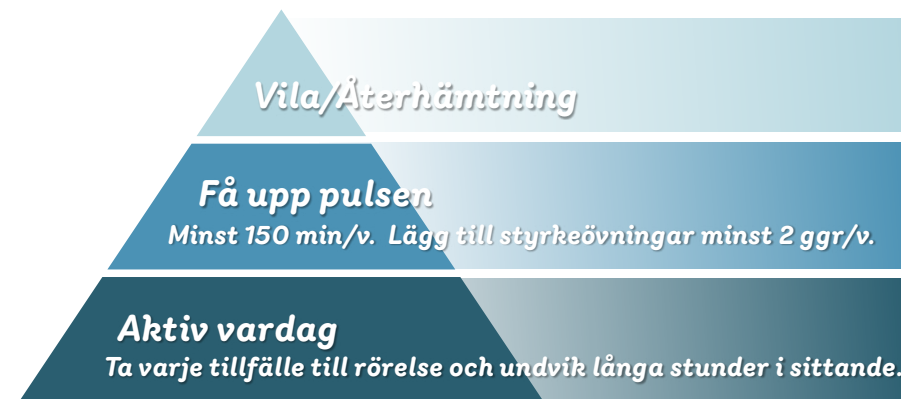 Vila/Återhämtning
Få upp pulsen
Minst 150 min/v. Lägg till styrkeövningar minst 2 ggr/v.
Aktiv vardag
Ta varje tillfälle till rörelse och undvik långa stunder i sittande.